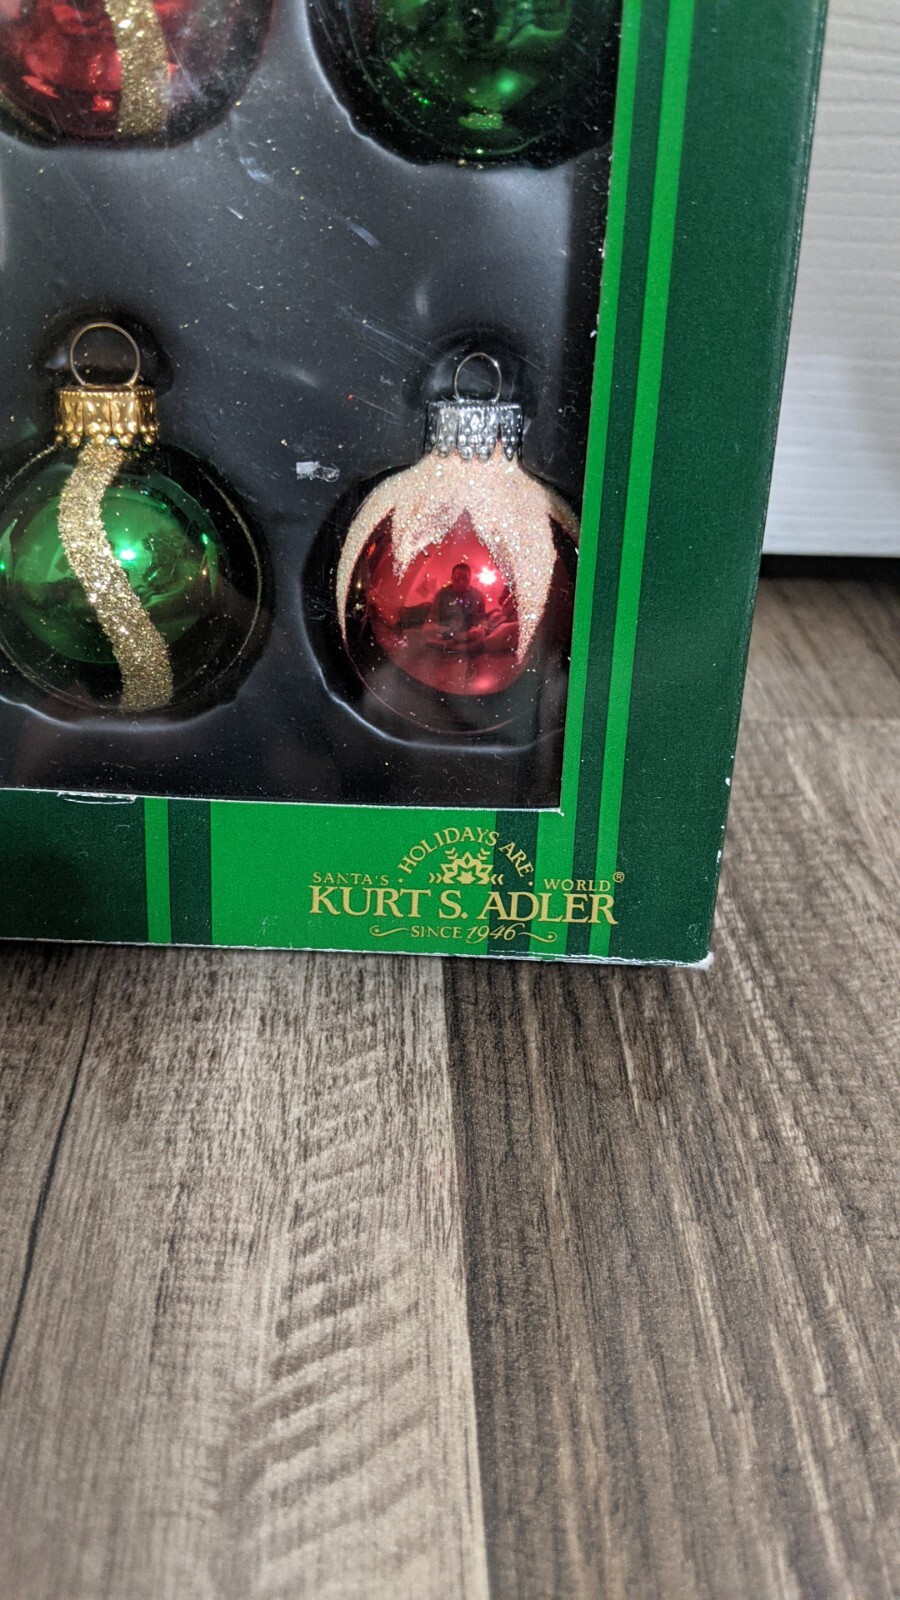 HOLIDAYS ARE
SANTA'S · WORLD®
KURT S. ADLER
SINCE 1946